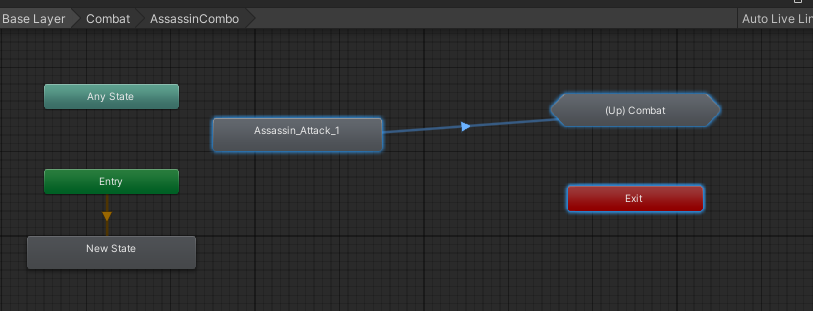 Base Layer Combat AssassinCombo Auto Live Lin
Any State
Assassin_Attack_1
(Up) Combat
Entry
Exit
New State